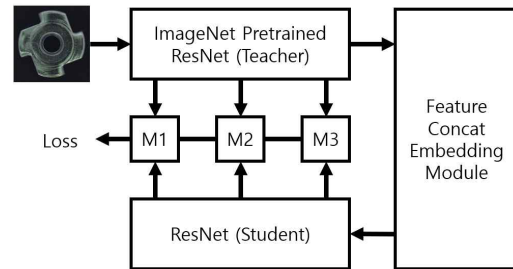 ImageNet Pretrained
ResNet (Teacher)
Feature
Concat
Embedding
Module
Loss
M1
M2
M3
ResNet (Student)